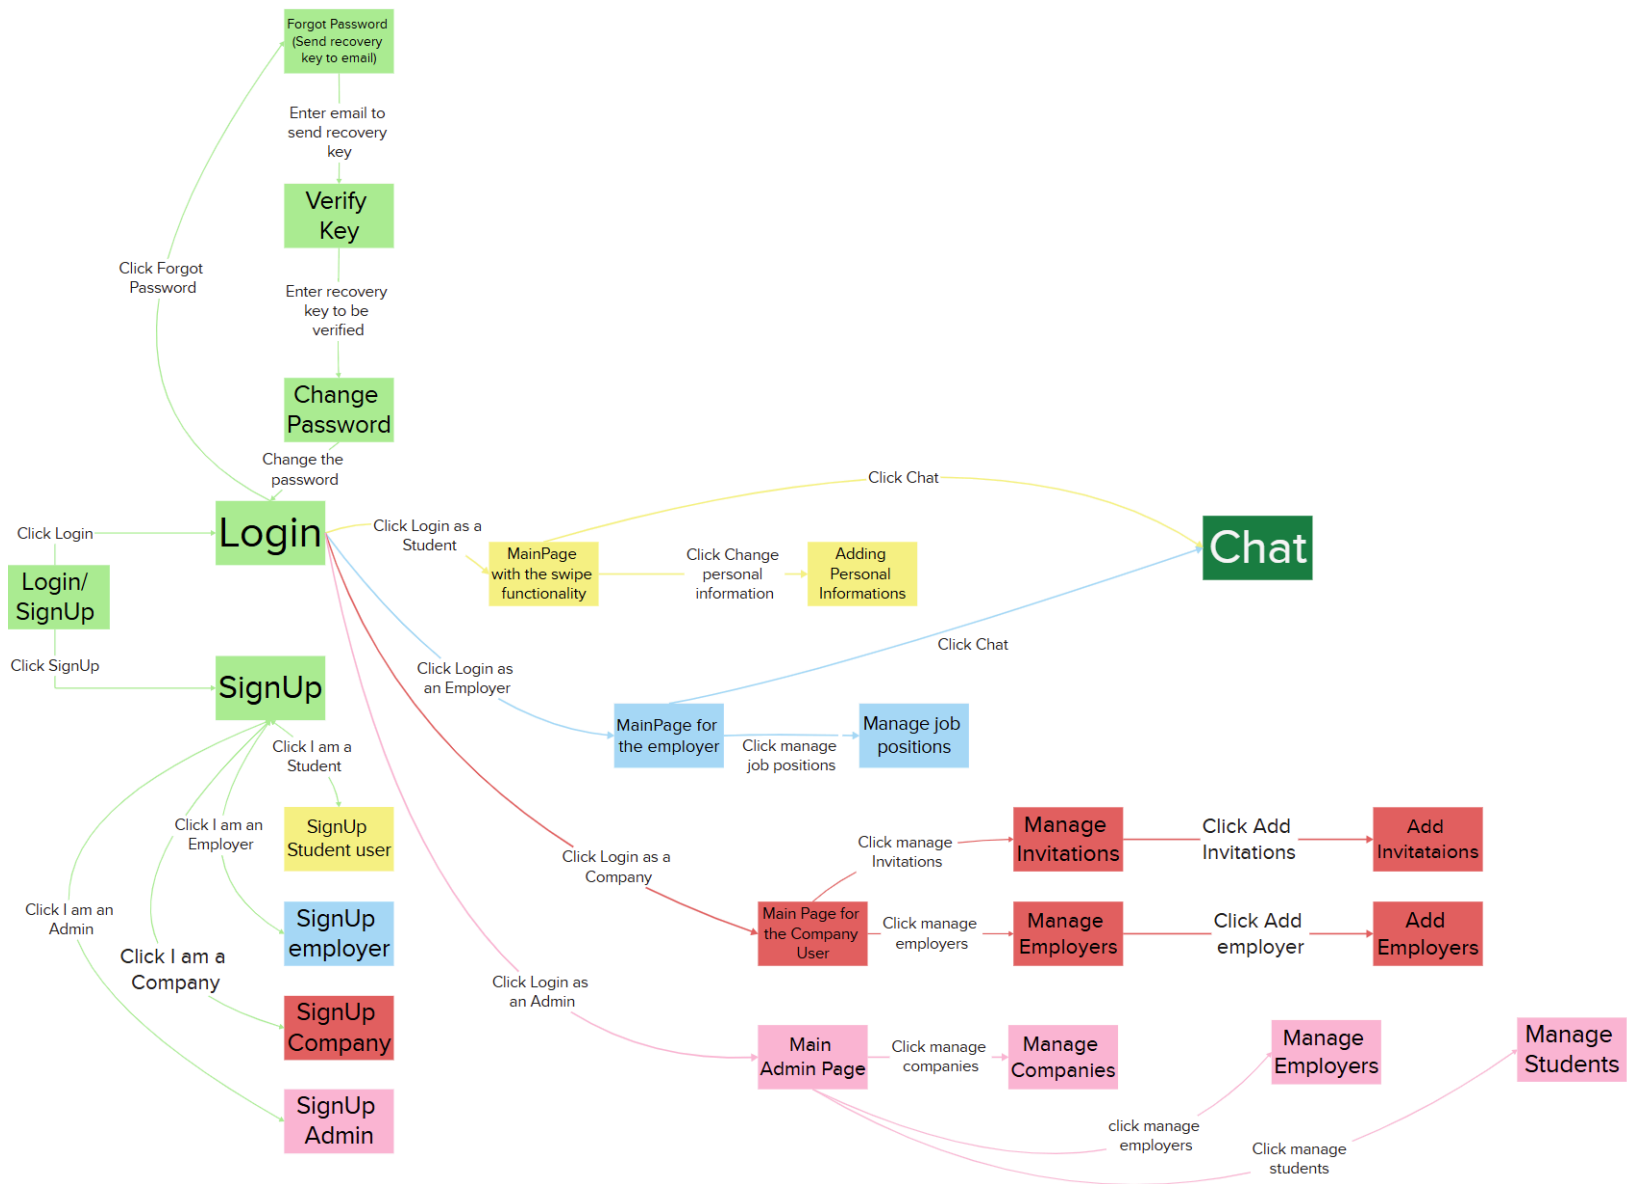 Forgot Password
(Send recovery
key to email)
Enter email to
send recovery
key
Verify
Key
Click Forgot
Password
Enter recovery
key to be
verified
Change
Password
Change the
password
Click Login
Login
Login/
SignUp
Click SignUp
SignUp
Click Login as a
Student
MainPage
with the swipe
functionality
Click Change
personal
information
Adding
Personal
Informations
Click Chat
Chat
Click Login as
an Employer
MainPage for
the employer
Click manage
job positions
Manage job
positions
Click Chat
Click I am a
Student
SignUp
Student user
Click I am an
Employer
SignUp
employer
Click I am a
Company
SignUp
Company
Click I am an
Admin
SignUp
Admin
Click Login as a
Company
Main Page for
the Company
User
Click manage
Invitations
Manage
Invitations
Click Add
Invitations
Add
Invitataions
Click manage
employers
Manage
Employers
Click Add
employer
Add
Employers
Click Login as
an Admin
Main
Admin Page
Click manage
companies
Manage
Companies
click manage
employers
Manage
Employers
Click manage
students
Manage
Students